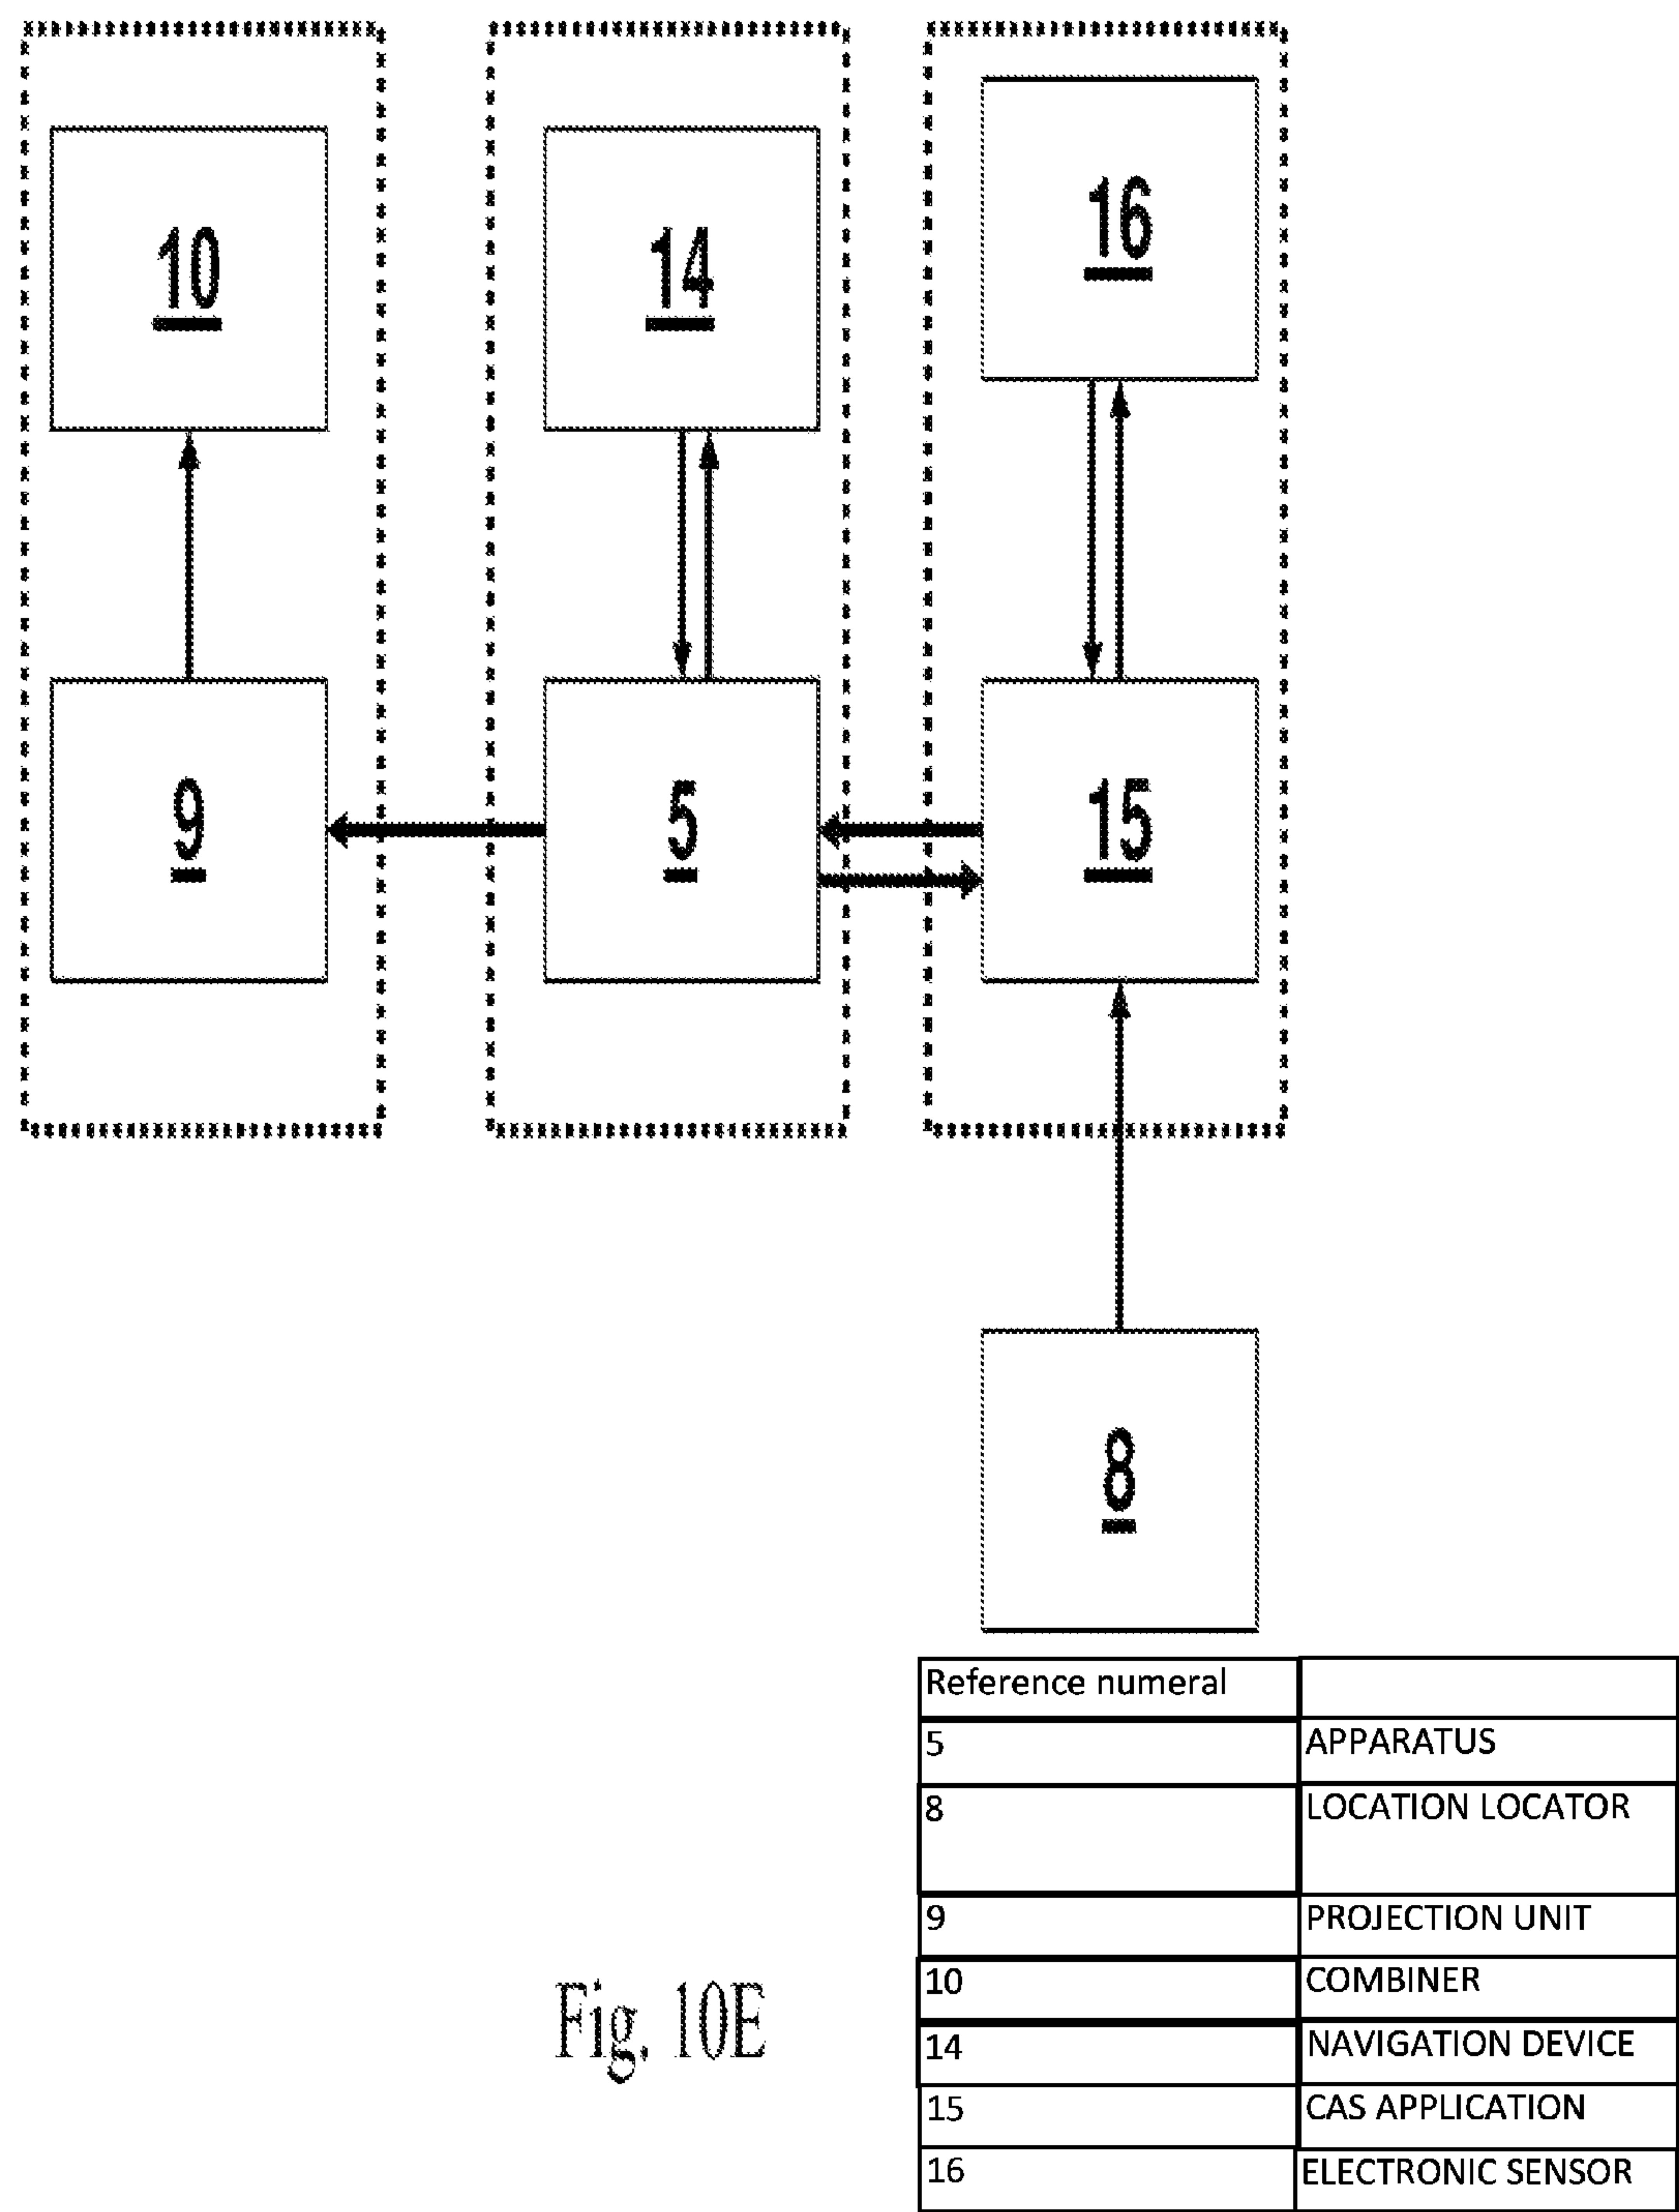 10
14
16
9
5
15
8
Reference numeral
5 APPARATUS
8 LOCATION LOCATOR
9 PROJECTION UNIT
10 COMBINER
14 NAVIGATION DEVICE
15 CAS APPLICATION
16 ELECTRONIC SENSOR
Fig. 10E